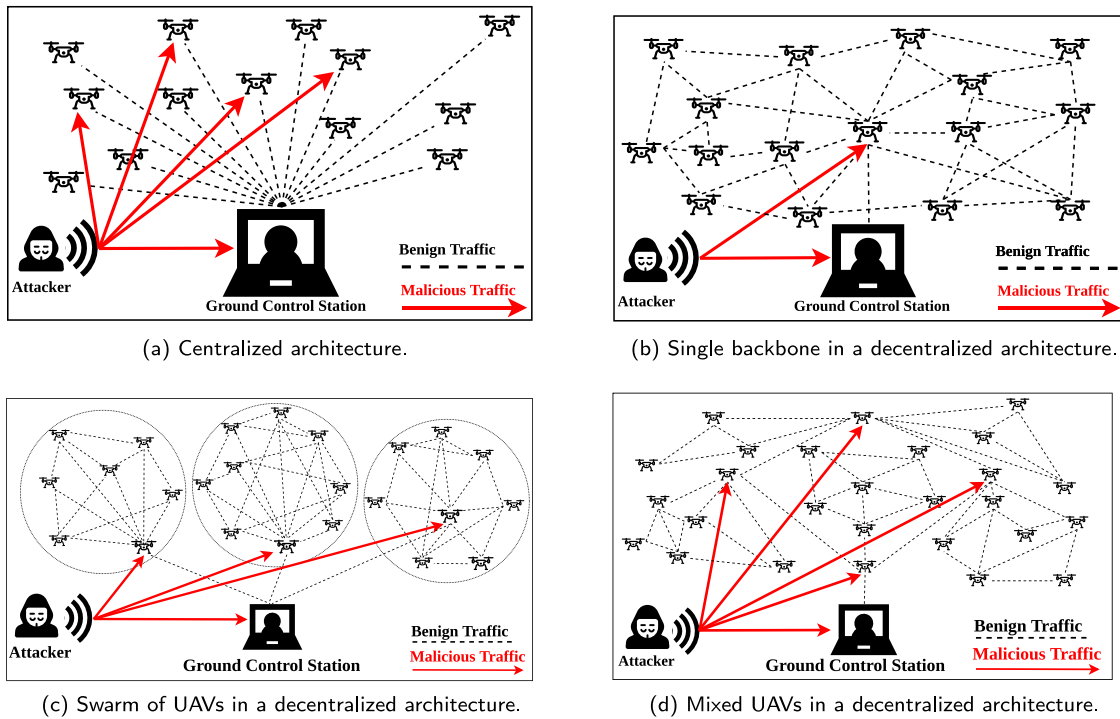 Attacker
Ground Control Station
Benign Traffic
Malicious Traffic
(a) Centralized architecture.
Attacker
Ground Control Station
Benign Traffic
Malicious Traffic
(b) Single backbone in a decentralized architecture.
Attacker
Ground Control Station
Benign Traffic
Malicious Traffic
(c) Swarm of UAVs in a decentralized architecture.
Attacker
Ground Control Station
Benign Traffic
Malicious Traffic
(d) Mixed UAVs in a decentralized architecture.